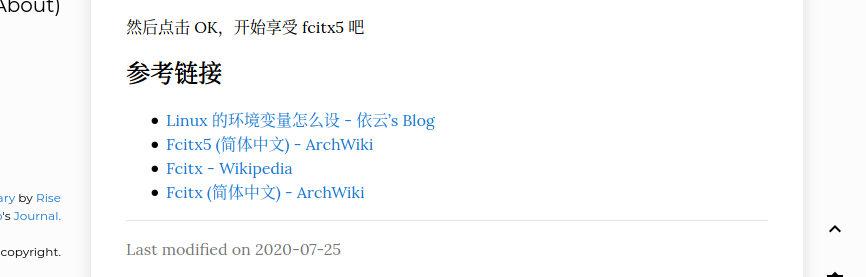 About)
然后点击 OK，开始享受 fcitx5 吧
参考链接
Linux 的环境变量怎么设 - 依云's Blog
Fcitx5 (简体中文) - ArchWiki
Fcitx - Wikipedia
Fcitx (简体中文) - ArchWiki
ary by Rise
's Journal.
copyright.
Last modified on 2020-07-25